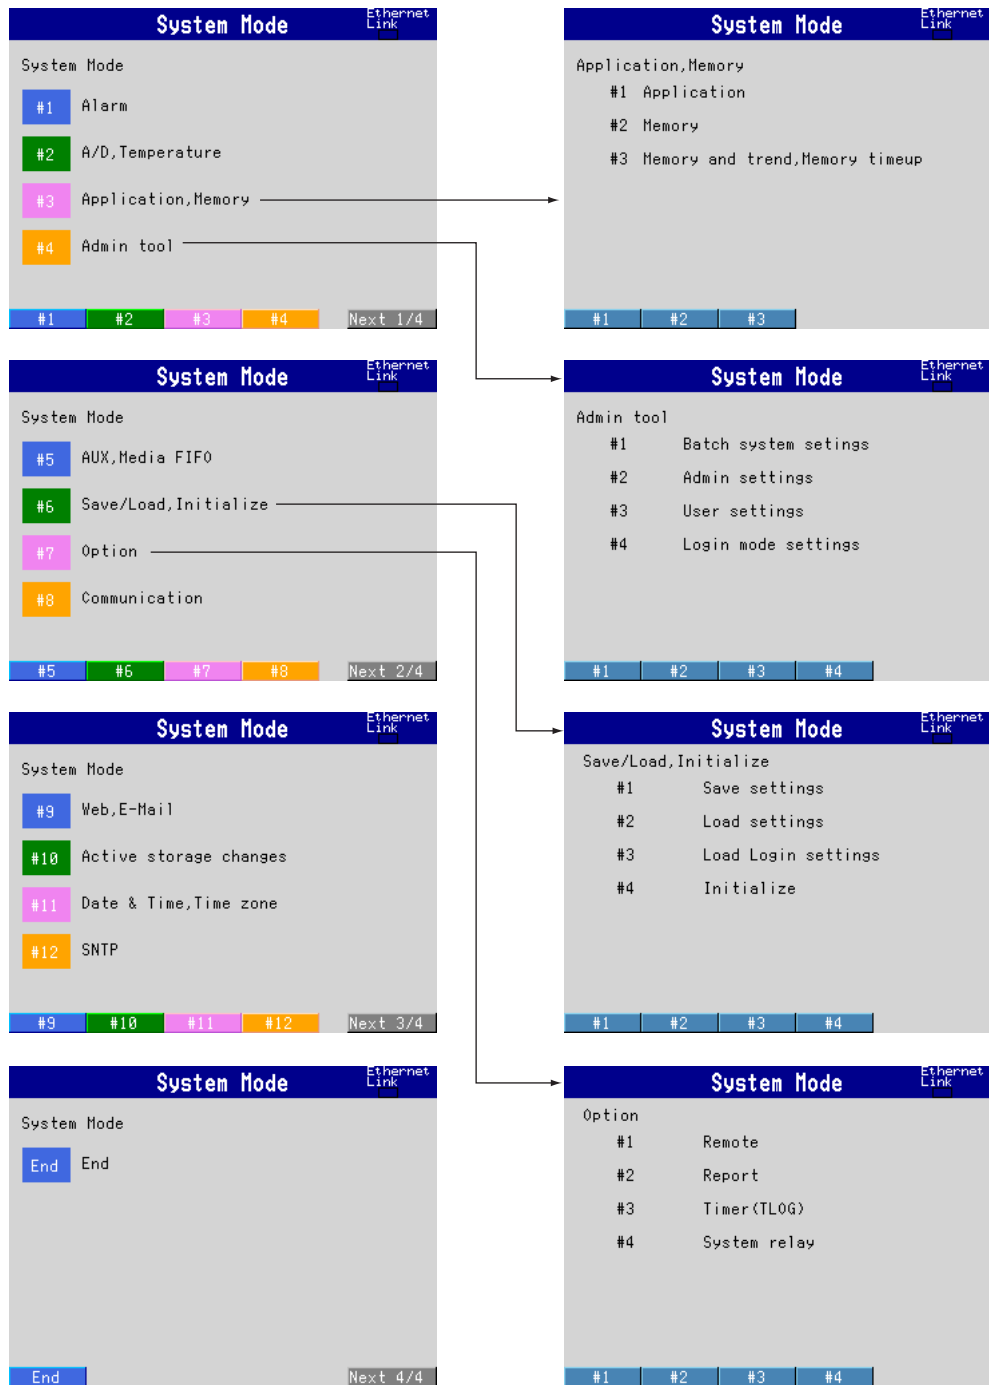 System Mode
Ethernet
Link
System Mode
#1 Alarm
#2 A/D,Temperature
#3 Application,Memory
#4 Admin tool
#1 #2 #3 #4 Next 1/4
System Mode
Ethernet
Link
Application,Memory
#1 Application
#2 Memory
#3 Memory and trend,Memory timeup
#1 #2 #3
System Mode
Ethernet
Link
System Mode
#5 AUX,Media FIFO
#6 Save/Load,Initialize
#7 Option
#8 Communication
#5 #6 #7 #8 Next 2/4
System Mode
Ethernet
Link
Admin tool
#1 Batch system setings
#2 Admin settings
#3 User settings
#4 Login mode settings
#1 #2 #3 #4
System Mode
Ethernet
Link
System Mode
#9 Web,E-Mail
#10 Active storage changes
#11 Date & Time,Time zone
#12 SNTP
#9 #10 #11 #12 Next 3/4
System Mode
Ethernet
Link
Save/Load,Initialize
#1 Save settings
#2 Load settings
#3 Load Login settings
#4 Initialize
#1 #2 #3 #4
System Mode
Ethernet
Link
System Mode
End End
End Next 4/4
System Mode
Ethernet
Link
Option
#1 Remote
#2 Report
#3 Timer(TLOG)
#4 System relay
#1 #2 #3 #4